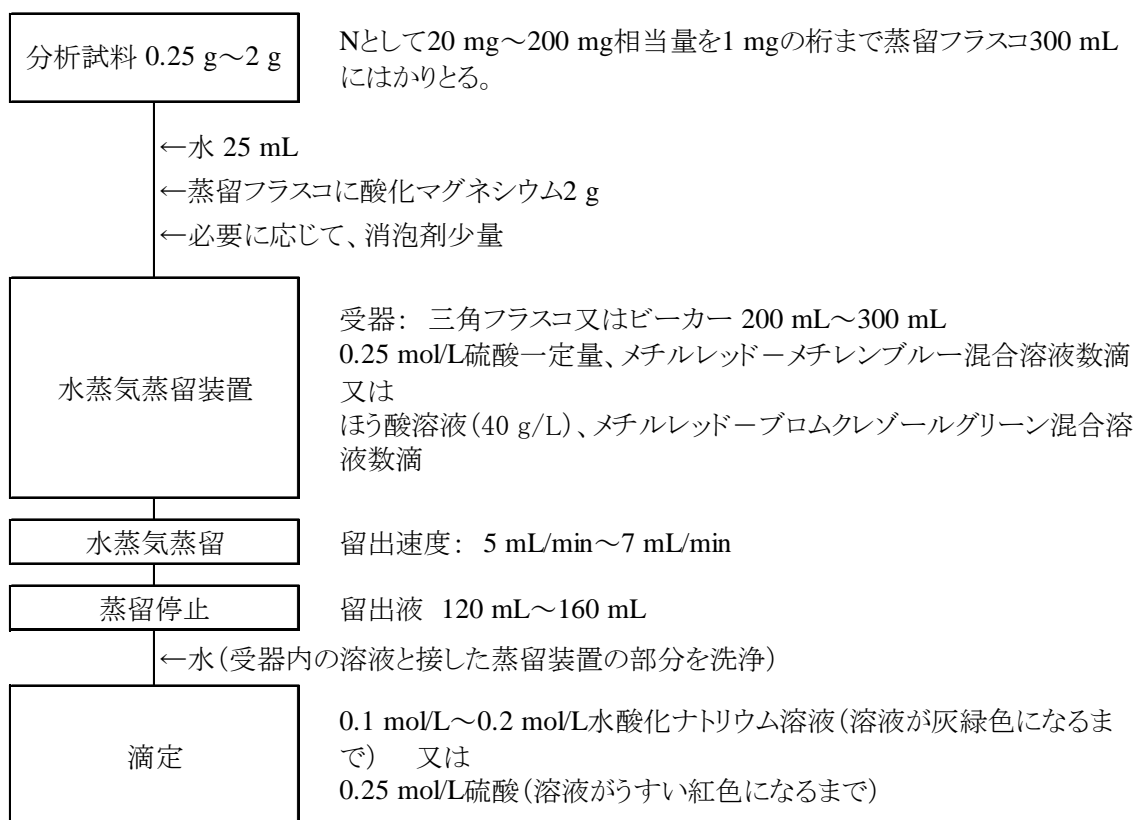 分析試料 0.25 g～2 g
Nとして20 mg～200 mg相当量を1 mgの桁まで蒸留フラスコ300 mL
にはかりとる。
←水 25 mL
←蒸留フラスコに酸化マグネシウム2 g
←必要に応じて、消泡剤少量
水蒸気蒸留装置
受器： 三角フラスコ又はビーカー 200 mL～300 mL
0.25 mol/L硫酸一定量、メチルレッド－メチレンブルー混合溶液数滴
又は
ほう酸溶液（40 g/L）、メチルレッド－ブロムクレゾールグリーン混合溶
液数滴
水蒸気蒸留
留出速度： 5 mL/min～7 mL/min
蒸留停止
留出液 120 mL～160 mL
←水（受器内の溶液と接した蒸留装置の部分を洗浄）
滴定
0.1 mol/L～0.2 mol/L水酸化ナトリウム溶液（溶液が灰緑色になるま
で） 又は
0.25 mol/L硫酸（溶液がうすい紅色になるまで）